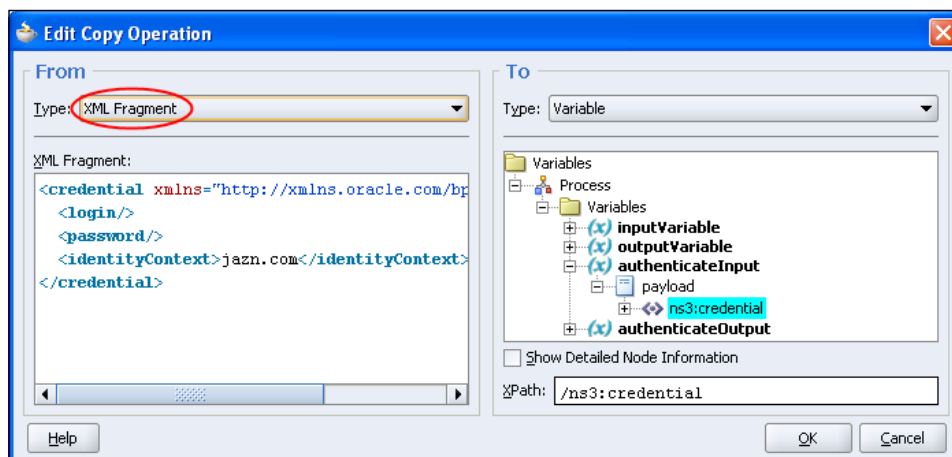 Edit Copy Operation
From
Type: XML Fragment
XML Fragment:
<credential xmlns="http://xmlns.oracle.com/bp
<login/>
<password/>
<identityContext>jazn.com</identityContext>
</credential>
To
Type: Variable
Variables
Process
Variables
(x) inputVariable
(x) outputVariable
(x) authenticateInput
payload
<> ns3:credential
(x) authenticateOutput
Show Detailed Node Information
XPath: /ns3:credential
Help
OK
Cancel